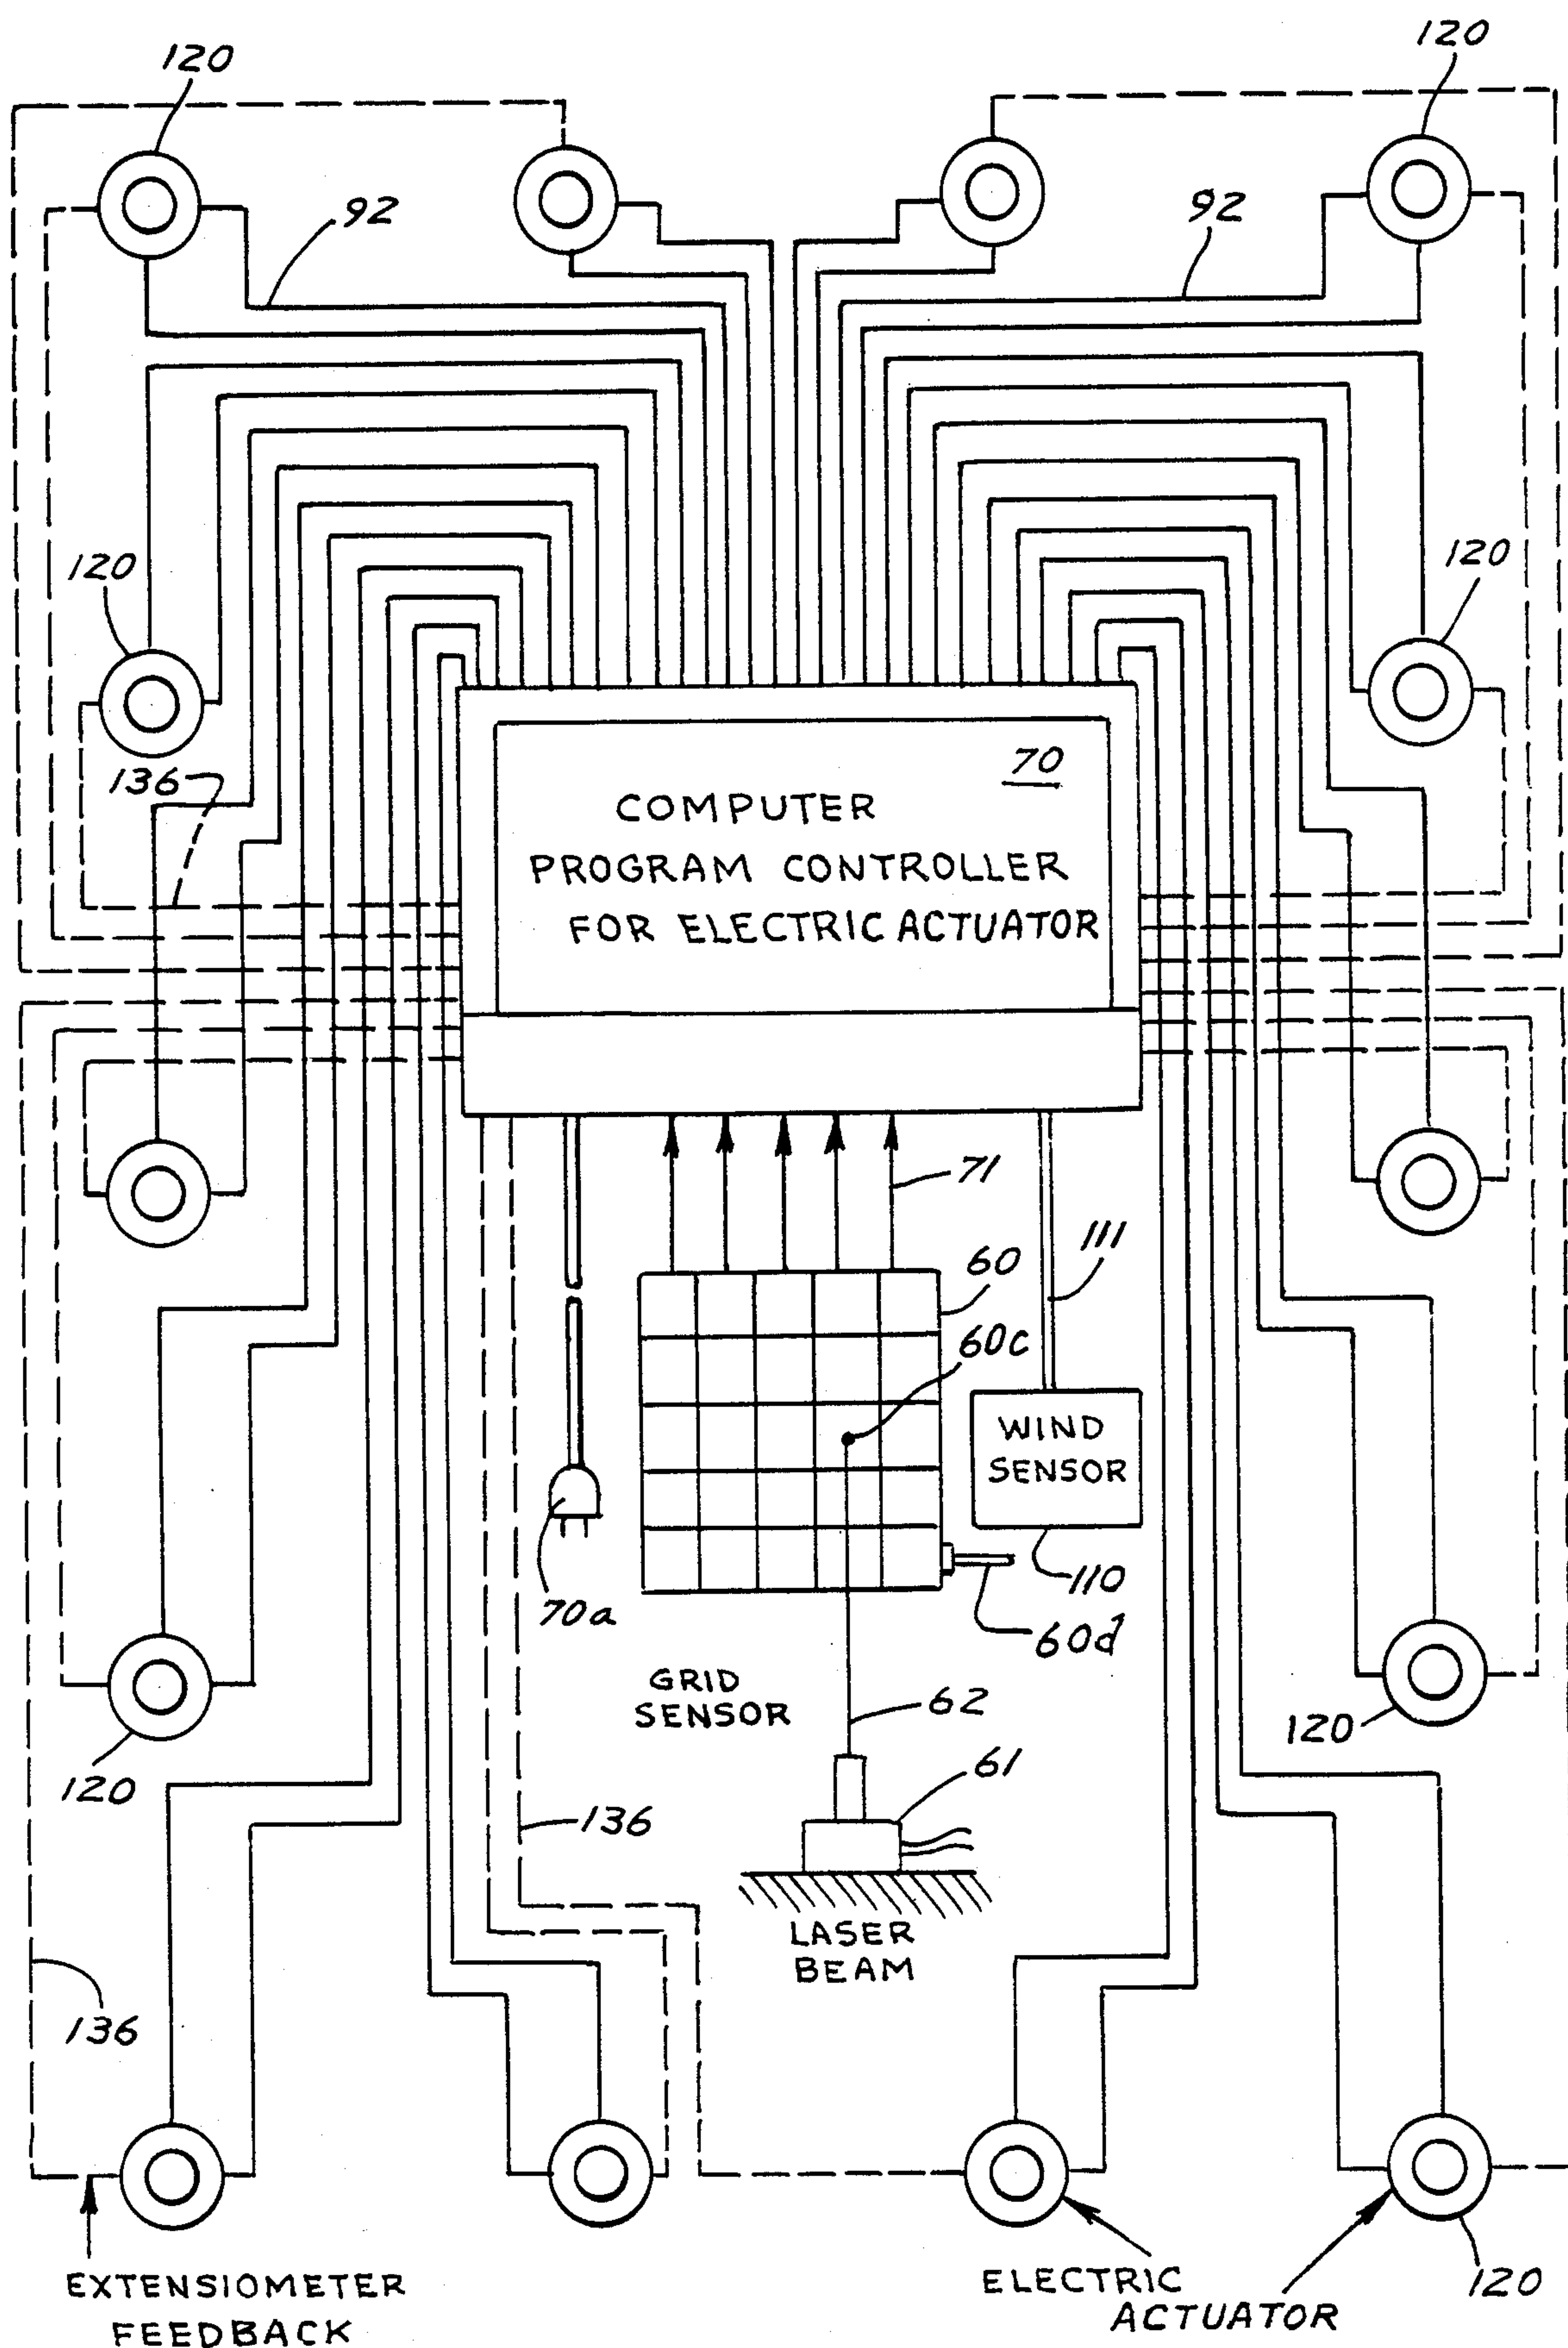 120
120
92
92
120
120
136
70
COMPUTER
PROGRAM CONTROLLER
FOR ELECTRIC ACTUATOR
71
60
111
60c
WIND
SENSOR
110
70a
60d
GRID
SENSOR
62
120
120
61
136
LASER
BEAM
136
EXTENSIOMETER
FEEDBACK
ELECTRIC
ACTUATOR
120